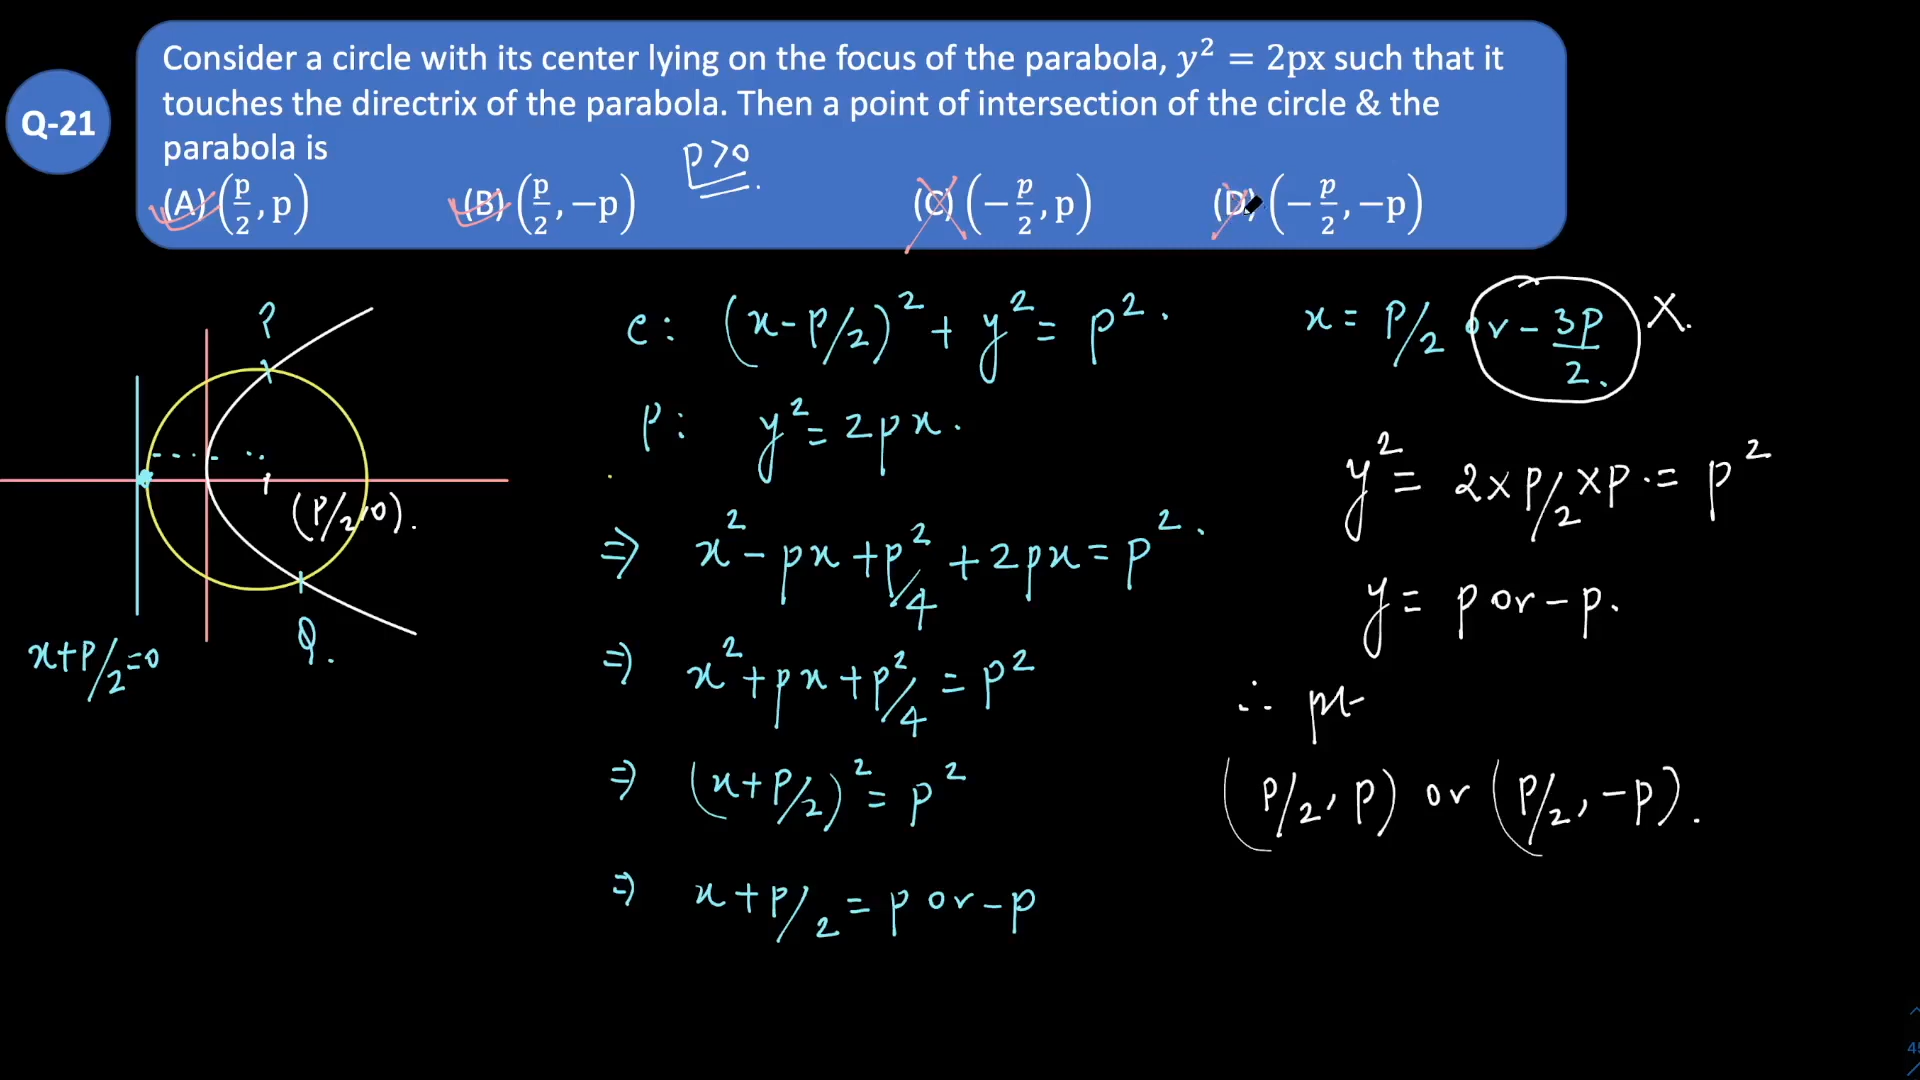 Q-21
Consider a circle with its center lying on the focus of the parabola, y² = 2px such that it
touches the directrix of the parabola. Then a point of intersection of the circle & the
parabola is
p>0
(A) (p/2, p) (B) (p/2, -p) (C) (-p/2, p) (D) (-p/2, -p)
P
(P/2, 0).
Q.
x+P/2=0
c: (x-P/2)² + y² = p².
P: y² = 2px.
⇒ x² - px + p²/4 + 2px = p².
⇒ x² + px + p²/4 = p²
⇒ (x+P/2)² = p²
⇒ x+P/2 = p or -p
x = P/2 or -3P/2. X.
y² = 2xP/2xP. = p²
y = p or -p.
∴ pt
(P/2, P) or (P/2, -P).